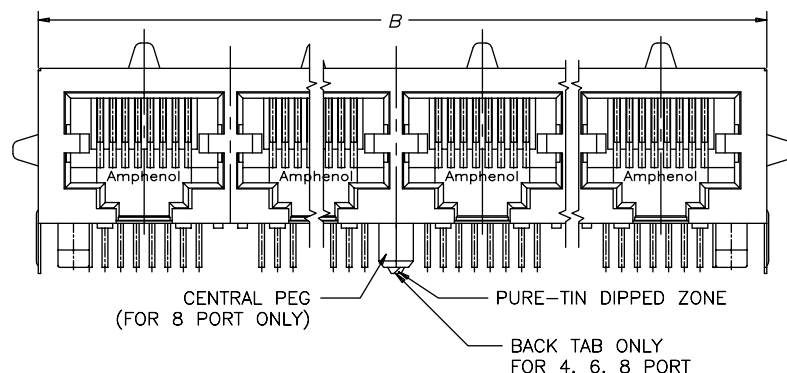 B
Amphenol Amphenol Amphenol Amphenol
CENTRAL PEG
(FOR 8 PORT ONLY)
PURE-TIN DIPPED ZONE
BACK TAB ONLY
FOR 4, 6, 8 PORT